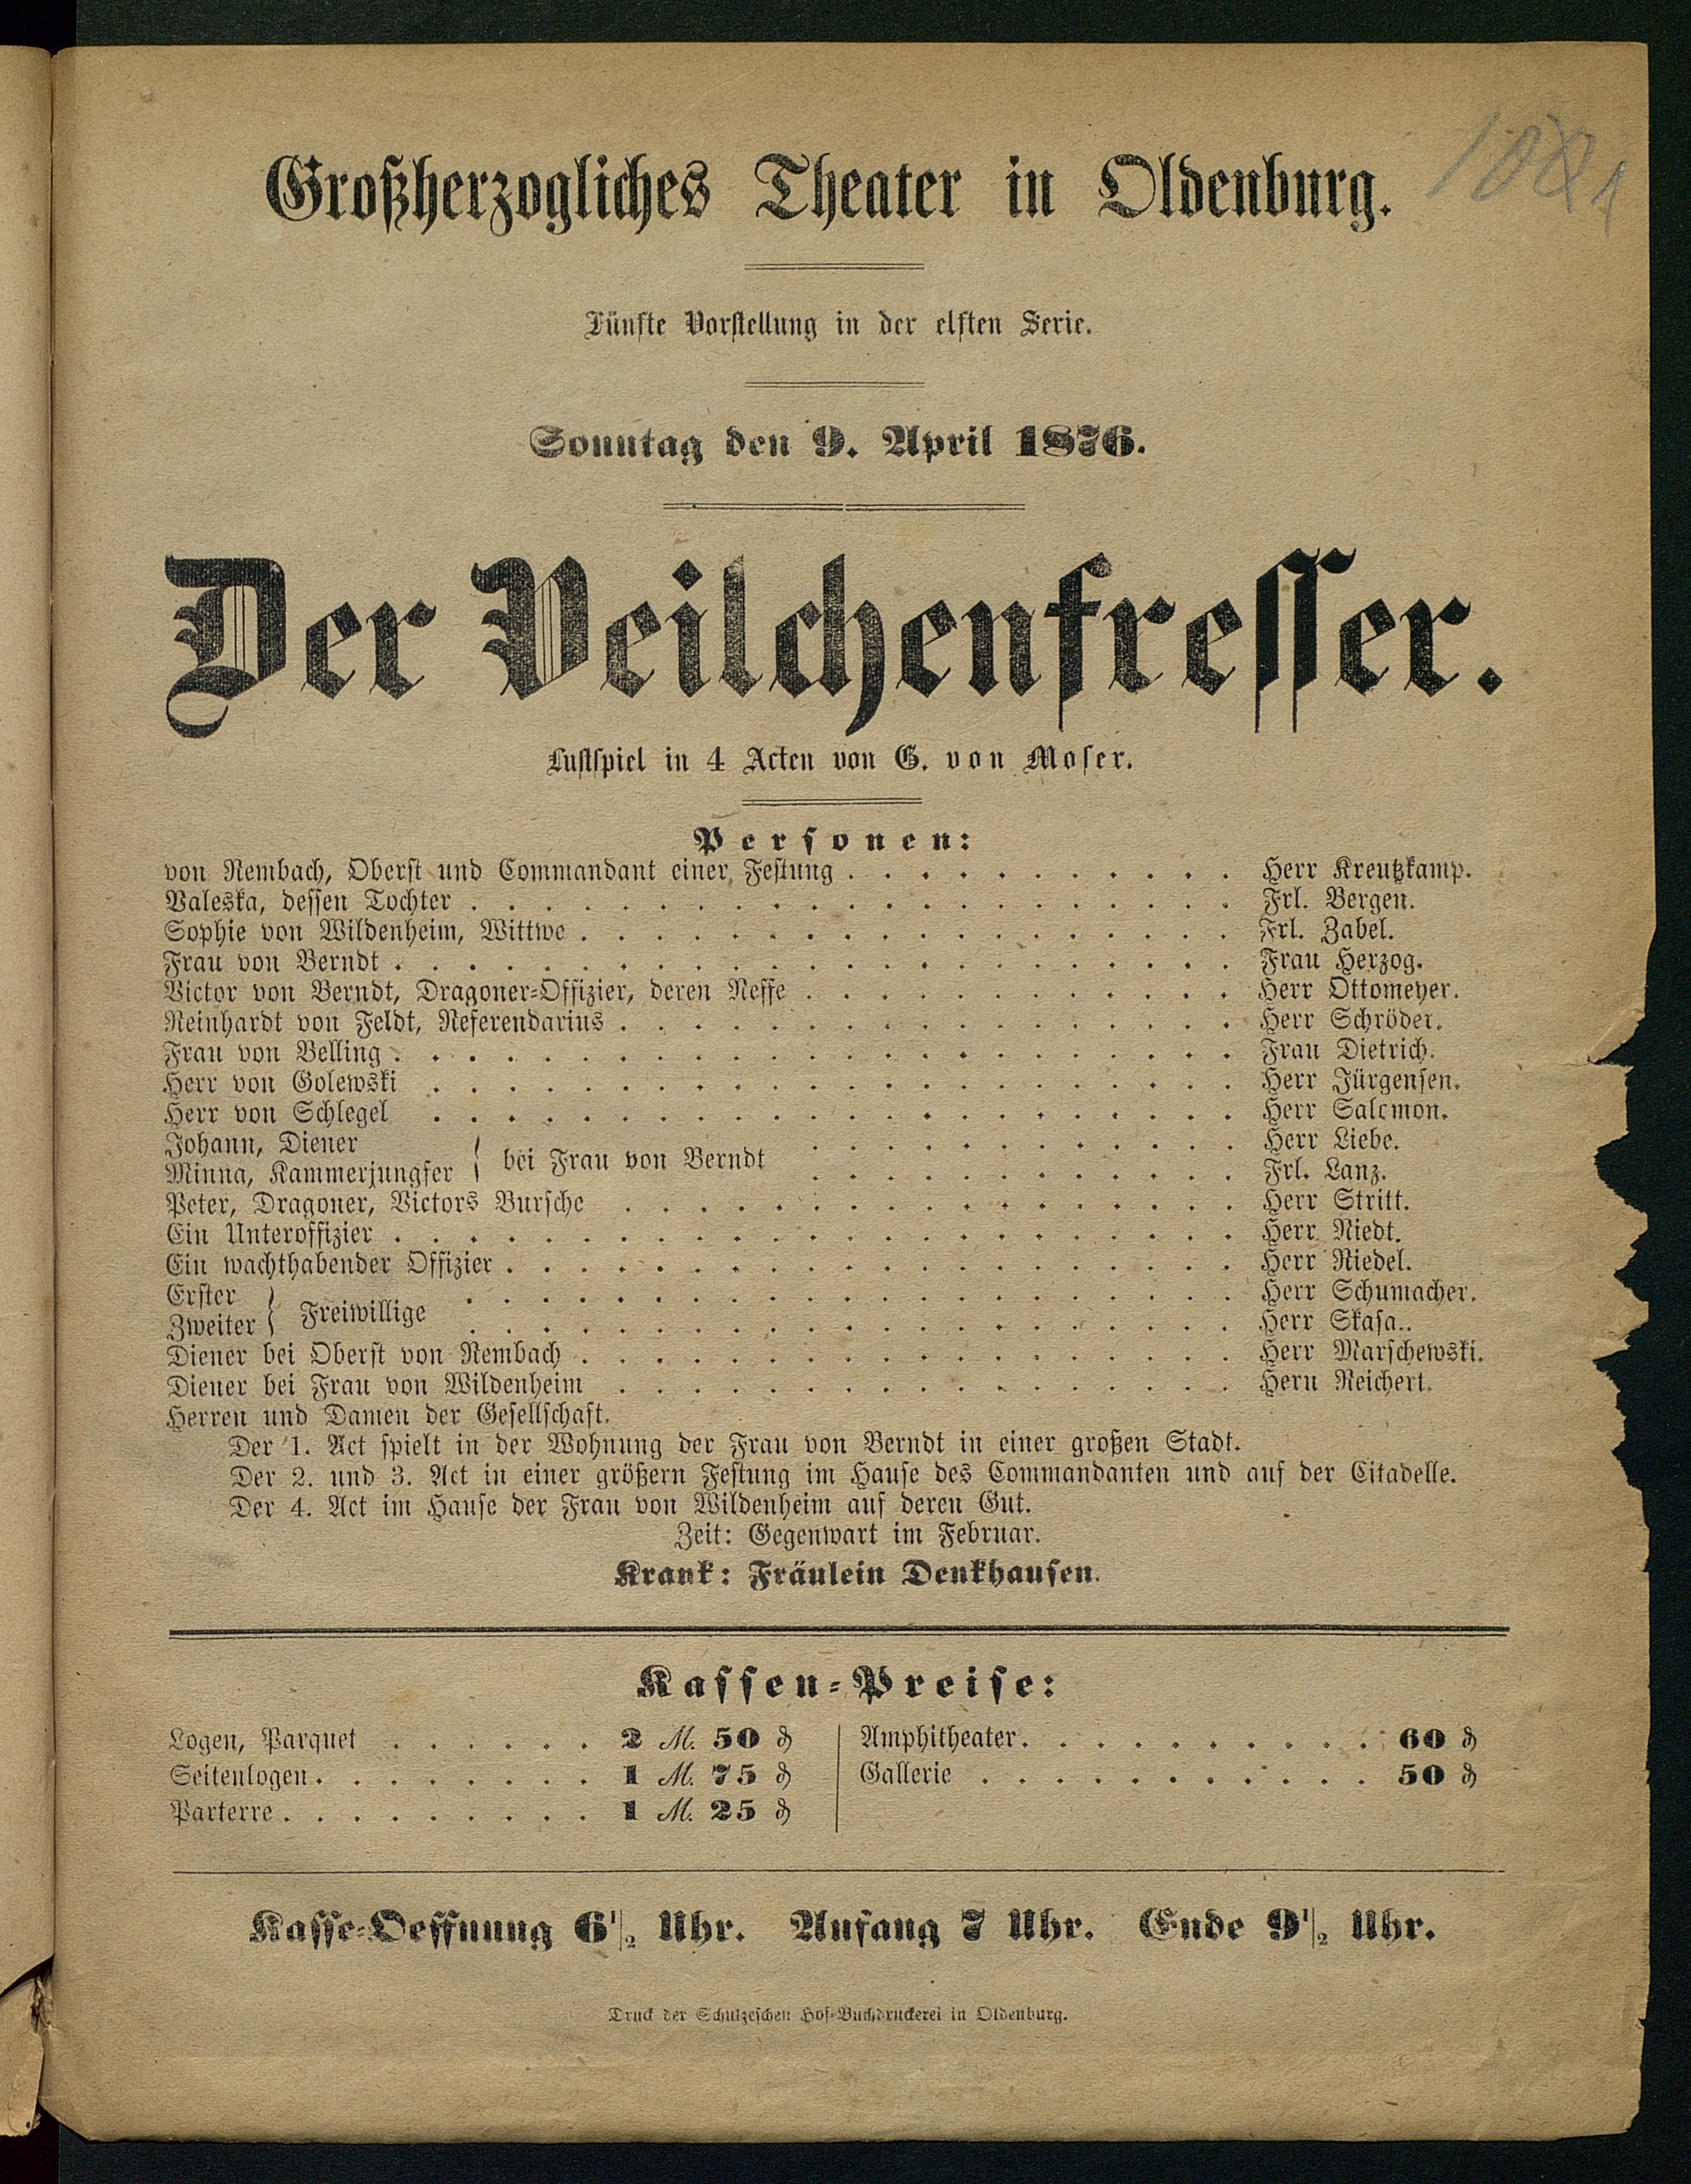 Großherzogliches Theater in Oldenburg.
Fünfte Vorstellung in der elften Serie.
Sonntag den 9. April 1876.
Der Veilchenfresser.
Lustspiel in 4 Acten von G. von Moser.
Personen:
von Rembach, Oberst und Commandant einer Festung . . . . . . . . . . . Herr Kreutzkamp.
Valeska, dessen Tochter . . . . . . . . . . . . . . . . . . . . . Frl. Bergen.
Sophie von Wildenheim, Wittwe . . . . . . . . . . . . . . . . . . Frl. Zabel.
Frau von Berndt . . . . . . . . . . . . . . . . . . . . . . . Frau Herzog.
Victor von Berndt, Dragoner-Offizier, deren Neffe . . . . . . . . . . . . Herr Ottomeyer.
Reinhardt von Feldt, Referendarius . . . . . . . . . . . . . . . . . Herr Schröder.
Frau von Belling . . . . . . . . . . . . . . . . . . . . . . . Frau Dietrich.
Herr von Golewski . . . . . . . . . . . . . . . . . . . . . . Herr Jürgensen.
Herr von Schlegel . . . . . . . . . . . . . . . . . . . . . . Herr Salomon.
Johann, Diener . . . . . . . . . . . . Herr Liebe.
} bei Frau von Berndt
Minna, Kammerjungfer . . . . . . . . . . . . Frl. Lanz.
Peter, Dragoner, Victors Bursche . . . . . . . . . . . . . . . . . Herr Stritt.
Ein Unteroffizier . . . . . . . . . . . . . . . . . . . . . . . Herr Riedt.
Ein wachthabender Offizier . . . . . . . . . . . . . . . . . . . . Herr Riedel.
Erster . . . . . . . . . . . . . . . . . . . . . Herr Schumacher.
} Freiwillige
Zweiter . . . . . . . . . . . . . . . . . . . . . Herr Skasa..
Diener bei Oberst von Rembach . . . . . . . . . . . . . . . . . . Herr Marschewski.
Diener bei Frau von Wildenheim . . . . . . . . . . . . . . . . . Heru Reichert.
Herren und Damen der Gesellschaft.
Der 1. Act spielt in der Wohnung der Frau von Berndt in einer großen Stadt.
Der 2. und 3. Act in einer größern Festung im Hause des Commandanten und auf der Citadelle.
Der 4. Act im Hause der Frau von Wildenheim auf deren Gut.
Zeit: Gegenwart im Februar.
Krank: Fräulein Denkhausen.
Kassen-Preise:
Logen, Parquet . . . . . . 2 M. 50 ₰
Seitenlogen . . . . . . . . 1 M. 75 ₰
Parterre . . . . . . . . . 1 M. 25 ₰
Amphitheater . . . . . . . . . . 60 ₰
Gallerie . . . . . . . . . . . 50 ₰
Kasse-Oeffnung 6½ Uhr. Anfang 7 Uhr. Ende 9½ Uhr.
Druck der Schulzeschen Hof-Buchdruckerei in Oldenburg.